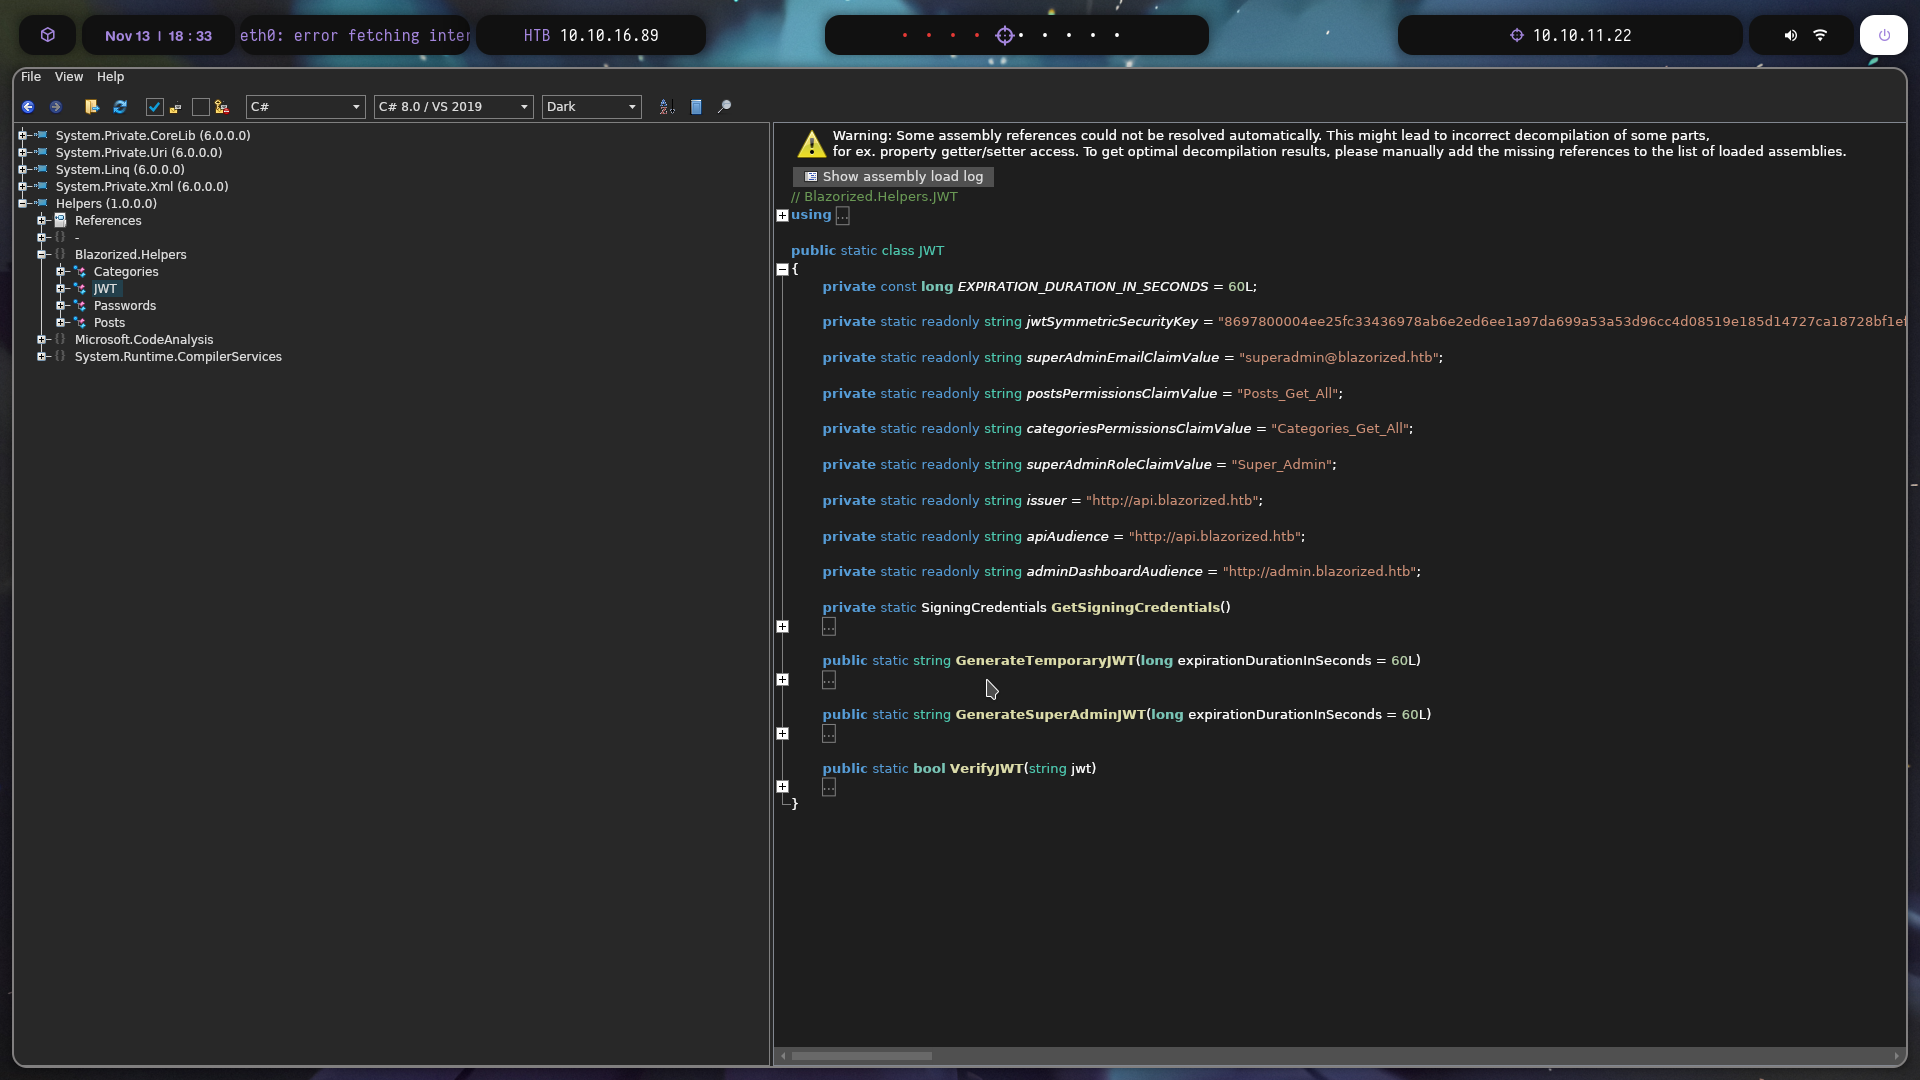 Nov 13 | 18 : 33
eth0: error fetching inter
HTB 10.10.16.89
10.10.11.22
File View Help
C#
C# 8.0 / VS 2019
Dark
System.Private.CoreLib (6.0.0.0)
System.Private.Uri (6.0.0.0)
System.Linq (6.0.0.0)
System.Private.Xml (6.0.0.0)
Helpers (1.0.0.0)
References
-
Blazorized.Helpers
Categories
JWT
Passwords
Posts
Microsoft.CodeAnalysis
System.Runtime.CompilerServices
Warning: Some assembly references could not be resolved automatically. This might lead to incorrect decompilation of some parts,
for ex. property getter/setter access. To get optimal decompilation results, please manually add the missing references to the list of loaded assemblies.
Show assembly load log
// Blazorized.Helpers.JWT
using ...
public static class JWT
{
private const long EXPIRATION_DURATION_IN_SECONDS = 60L;
private static readonly string jwtSymmetricSecurityKey = "8697800004ee25fc33436978ab6e2ed6ee1a97da699a53a53d96cc4d08519e185d14727ca18728bf1ef
private static readonly string superAdminEmailClaimValue = "superadmin@blazorized.htb";
private static readonly string postsPermissionsClaimValue = "Posts_Get_All";
private static readonly string categoriesPermissionsClaimValue = "Categories_Get_All";
private static readonly string superAdminRoleClaimValue = "Super_Admin";
private static readonly string issuer = "http://api.blazorized.htb";
private static readonly string apiAudience = "http://api.blazorized.htb";
private static readonly string adminDashboardAudience = "http://admin.blazorized.htb";
private static SigningCredentials GetSigningCredentials()
...
public static string GenerateTemporaryJWT(long expirationDurationInSeconds = 60L)
...
public static string GenerateSuperAdminJWT(long expirationDurationInSeconds = 60L)
...
public static bool VerifyJWT(string jwt)
...
}